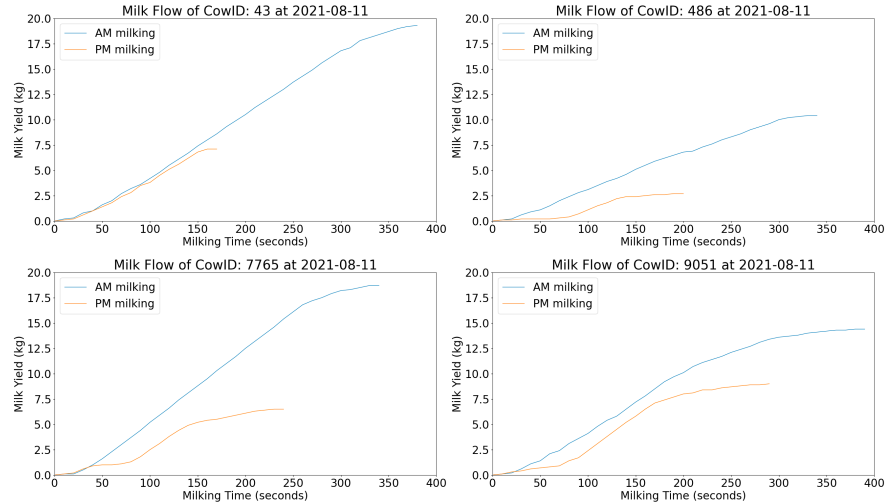 Milk Flow of CowID: 43 at 2021-08-11
20.0
17.5
15.0
12.5
10.0
7.5
5.0
2.5
0.0
Milk Yield (kg)
AM milking
PM milking
0 50 100 150 200 250 300 350 400
Milking Time (seconds)
Milk Flow of CowID: 486 at 2021-08-11
20.0
17.5
15.0
12.5
10.0
7.5
5.0
2.5
0.0
Milk Yield (kg)
AM milking
PM milking
0 50 100 150 200 250 300 350 400
Milking Time (seconds)
Milk Flow of CowID: 7765 at 2021-08-11
20.0
17.5
15.0
12.5
10.0
7.5
5.0
2.5
0.0
Milk Yield (kg)
AM milking
PM milking
0 50 100 150 200 250 300 350 400
Milking Time (seconds)
Milk Flow of CowID: 9051 at 2021-08-11
20.0
17.5
15.0
12.5
10.0
7.5
5.0
2.5
0.0
Milk Yield (kg)
AM milking
PM milking
0 50 100 150 200 250 300 350 400
Milking Time (seconds)